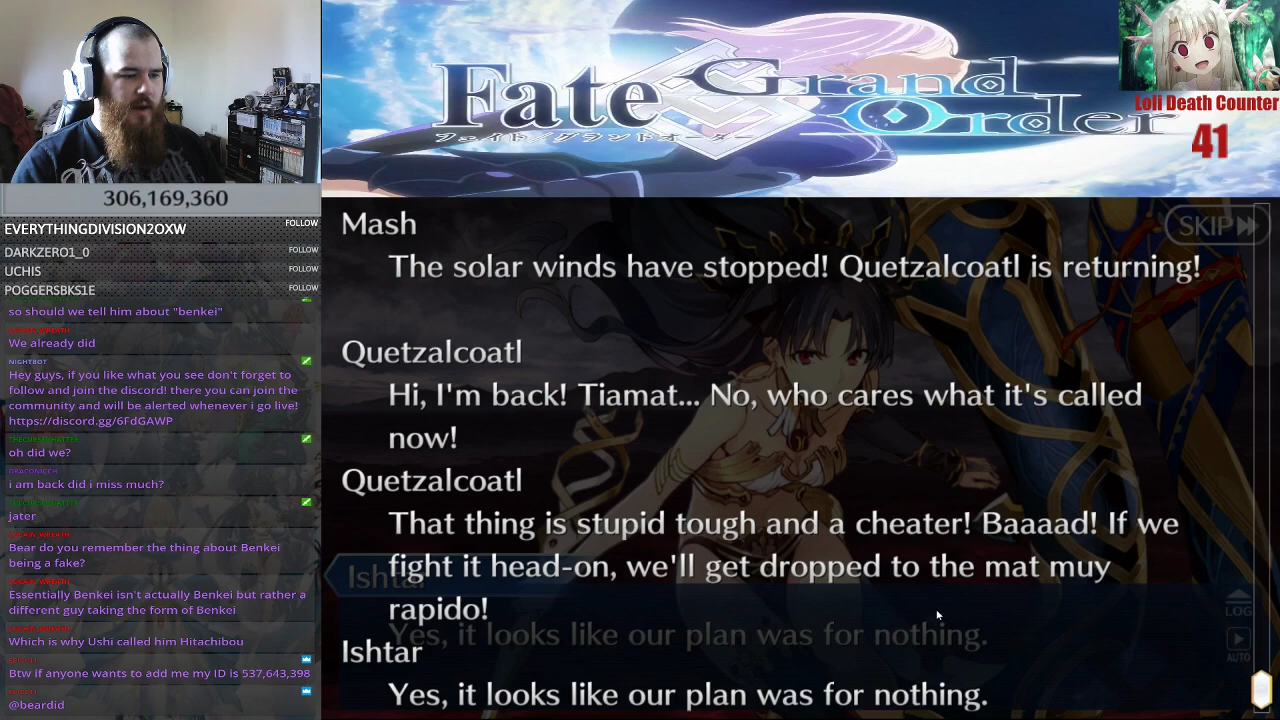 Fate Grand Order
フェイト/グランドオーダー
Loli Death Counter
41
306,169,360
EVERYTHINGDIVISION2OXW FOLLOW
DARKZERO1_0 FOLLOW
UCHIS FOLLOW
POGGERSBKS1E FOLLOW
so should we tell him about "benkei"
We already did
NIGHTBOT
Hey guys, if you like what you see don't forget to
follow and join the discord! there you can join the
community and will be alerted whenever i go live!
https://discord.gg/6FdGAWP
oh did we?
i am back did i miss much?
jater
Bear do you remember the thing about Benkei
being a fake?
Essentially Benkei isn't actually Benkei but rather a
different guy taking the form of Benkei
Which is why Ushi called him Hitachibou
Btw if anyone wants to add me my ID is 537,643,398
@beardid
SKIP
Mash
The solar winds have stopped! Quetzalcoatl is returning!
Quetzalcoatl
Hi, I'm back! Tiamat... No, who cares what it's called
now!
Quetzalcoatl
That thing is stupid tough and a cheater! Baaaad! If we
fight it head-on, we'll get dropped to the mat muy
rapido!
Ishtar
Yes, it looks like our plan was for nothing.
Ishtar
Yes, it looks like our plan was for nothing.
LOG
AUTO